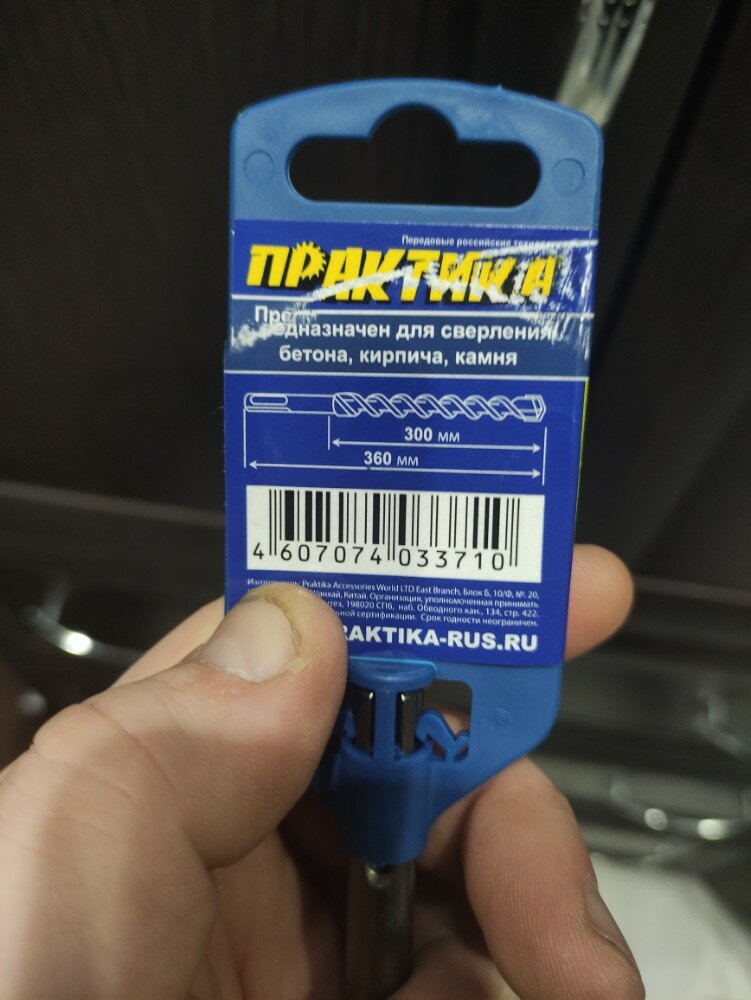 Передовые российские
ПРАКТИКА
Предназначен для сверления
бетона, кирпича, камня
300 мм
360 мм
4 607074 033710
Изготовитель: Praktika Accessories World LTD East Branch, Блок Б, 10/Ф, №. 20,
Шанхай, Китай. Организация, уполномоченная принимать
198020 СПб, наб. Обводного кан., 134, стр. 422.
сертификации. Срок годности неограничен.
RAKTIKA-RUS.RU